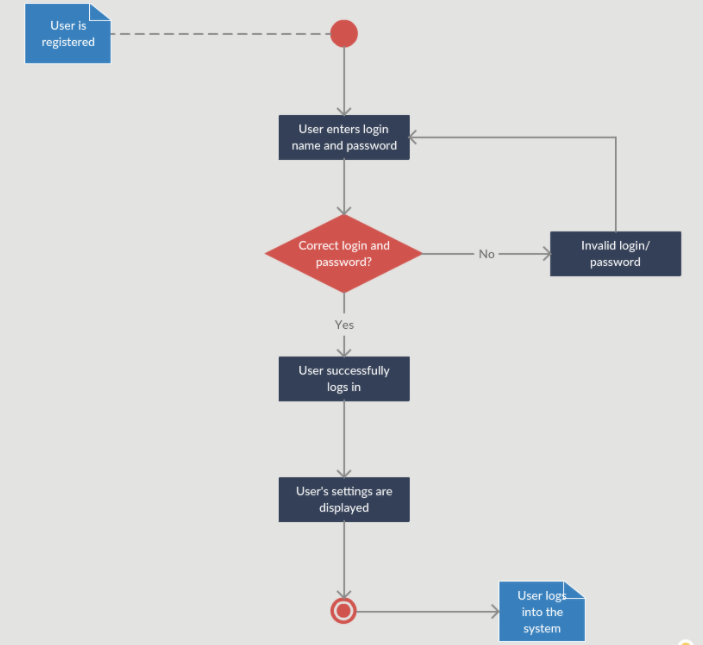 User is
registered
User enters login
name and password
Correct login and
password?
No
Invalid login/
password
Yes
User successfully
logs in
User's settings are
displayed
User logs
into the
system